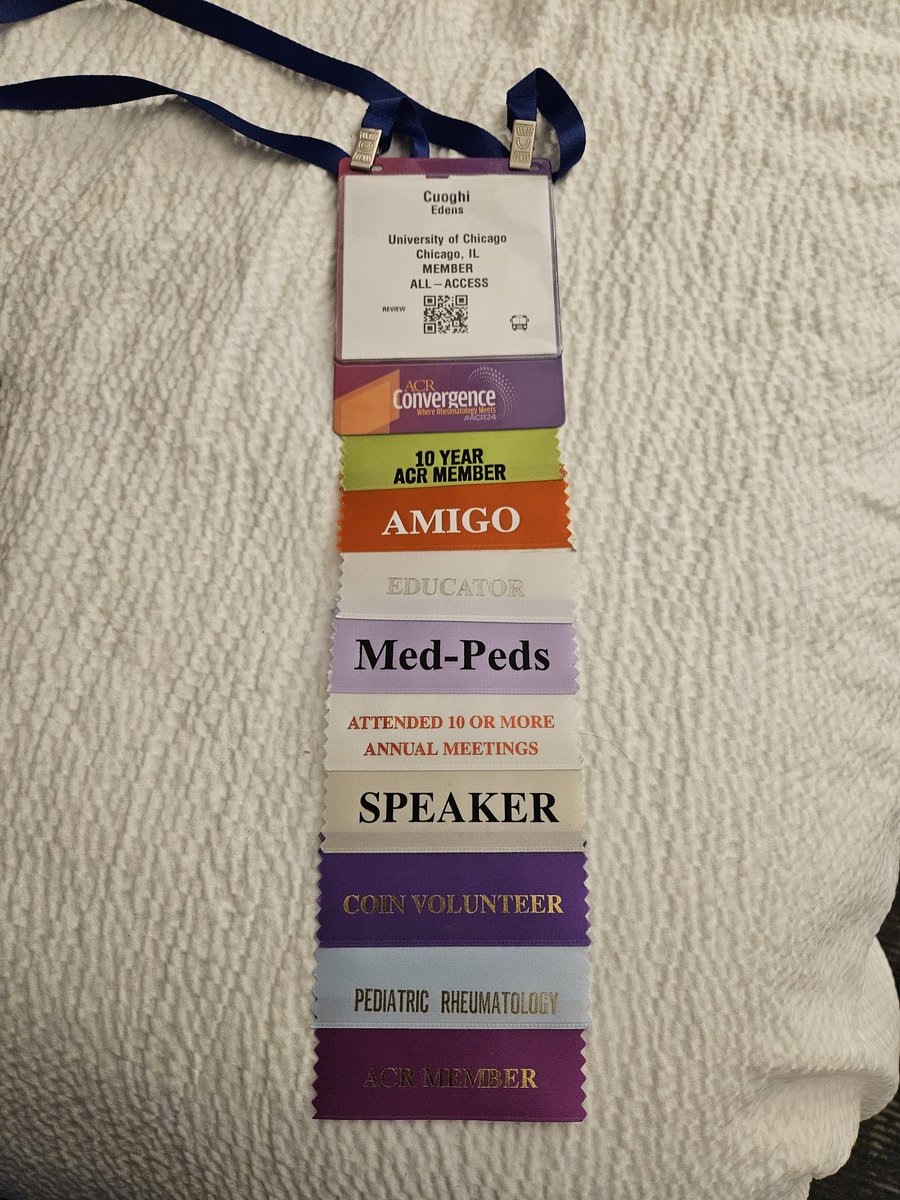 Cuoghi
Edens
University of Chicago
Chicago, IL
MEMBER
ALL–ACCESS
REVIEW
ACR
Convergence
Where Rheumatology Meets
#ACR24
10 YEAR
ACR MEMBER
AMIGO
EDUCATOR
Med-Peds
ATTENDED 10 OR MORE
ANNUAL MEETINGS
SPEAKER
COIN VOLUNTEER
PEDIATRIC RHEUMATOLOGY
ACR MEMBER